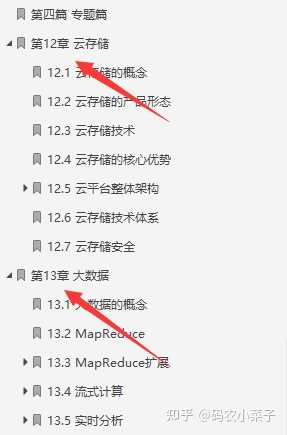 第四篇 专题篇
第12章 云存储
12.1 云存储的概念
12.2 云存储的产品形态
12.3 云存储技术
12.4 云存储的核心优势
12.5 云平台整体架构
12.6 云存储技术体系
12.7 云存储安全
第13章 大数据
13.1 大数据的概念
13.2 MapReduce
13.3 MapReduce扩展
13.4 流式计算
13.5 实时分析
知乎 @码农小菜子